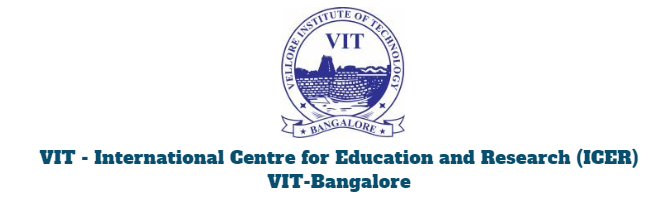 VELLORE INSTITUTE OF TECHNOLOGY
VIT
BANGALORE
VIT - International Centre for Education and Research (ICER)
VIT-Bangalore